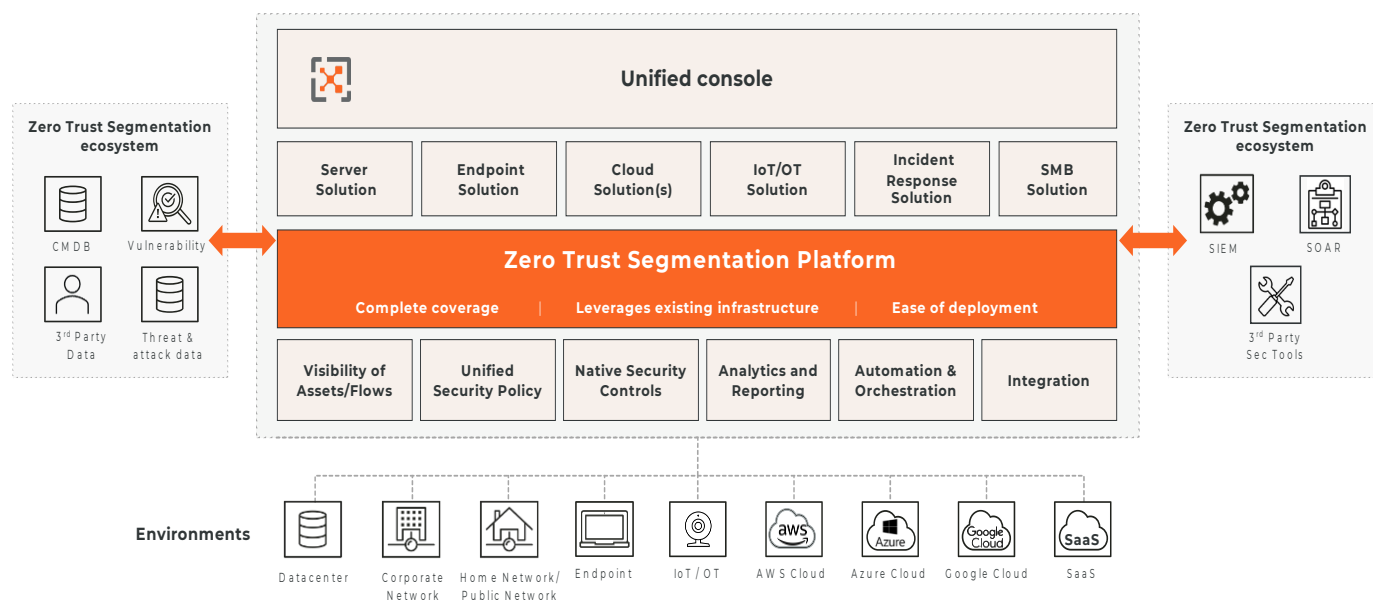 Unified console
Zero Trust Segmentation
ecosystem
CMDB
Vulnerability
3rd Party
Data
Threat &
attack data
Server
Solution
Endpoint
Solution
Cloud
Solution(s)
IoT/OT
Solution
Incident
Response
Solution
SMB
Solution
Zero Trust Segmentation Platform
Complete coverage | Leverages existing infrastructure | Ease of deployment
Visibility of
Assets/Flows
Unified
Security Policy
Native Security
Controls
Analytics and
Reporting
Automation &
Orchestration
Integration
Zero Trust Segmentation
ecosystem
SIEM
SOAR
3rd Party
Sec Tools
Environments
Datacenter
Corporate
Network
Home Network/
Public Network
Endpoint
IoT / OT
aws
AWS Cloud
Azure
Azure Cloud
Google
Cloud
Google Cloud
SaaS
SaaS